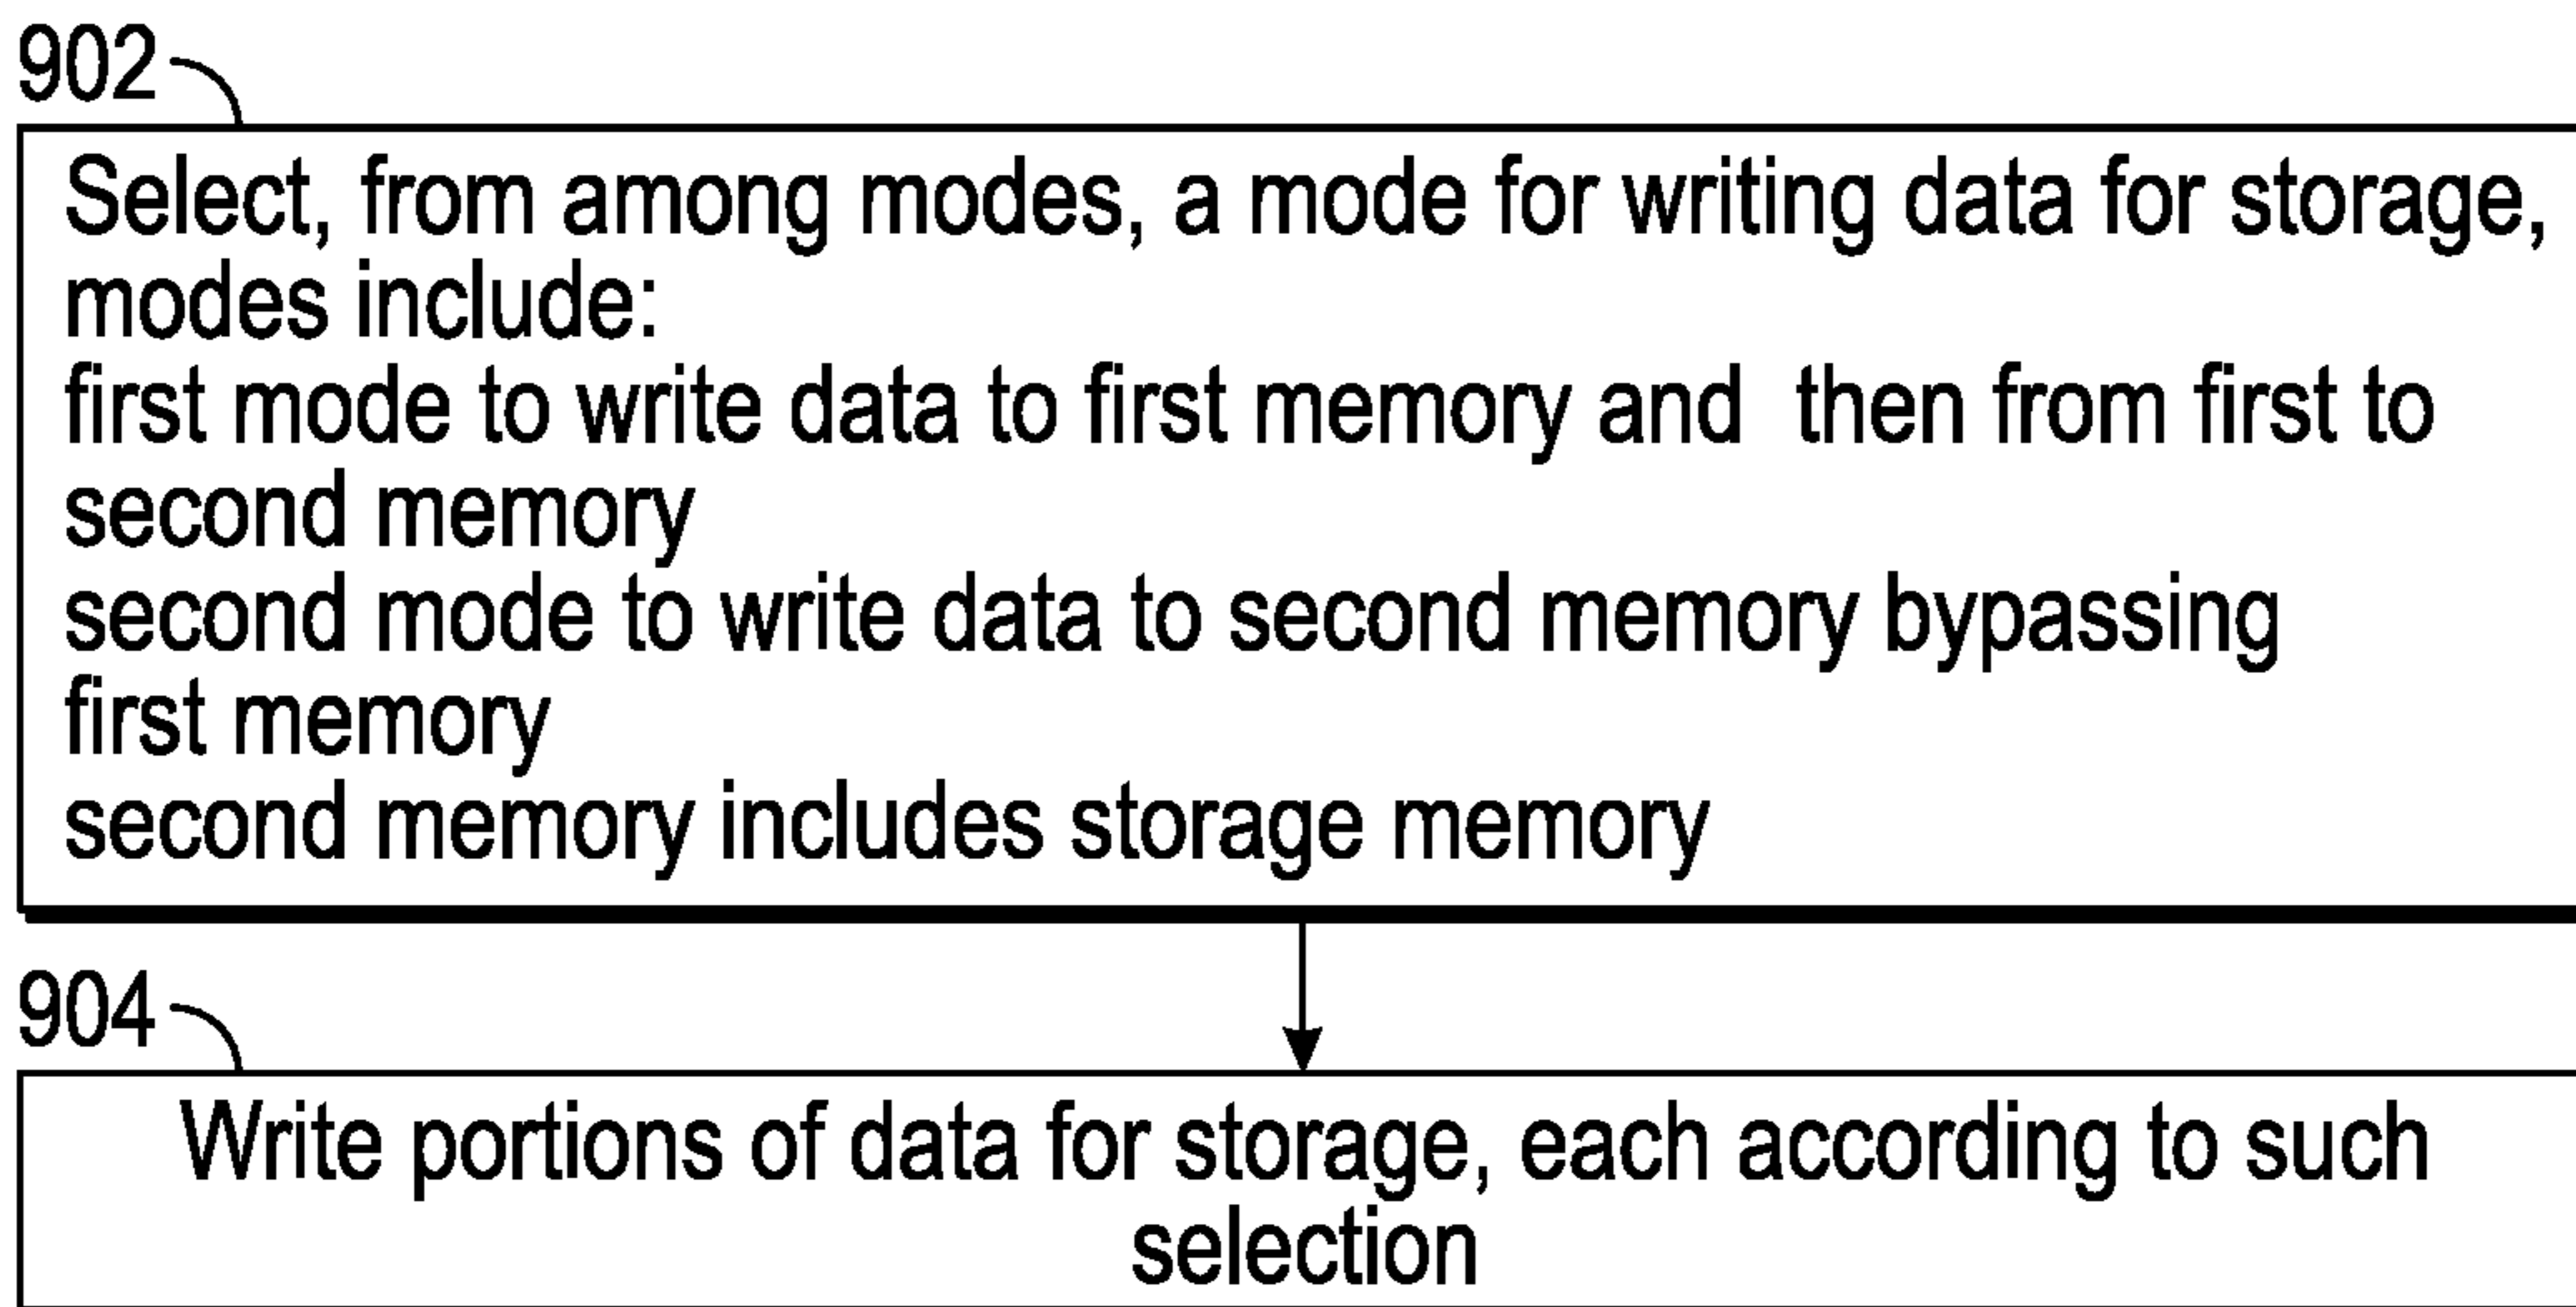 902
Select, from among modes, a mode for writing data for storage,
modes include:
first mode to write data to first memory and  then from first to
second memory
second mode to write data to second memory bypassing
first memory
second memory includes storage memory
904
Write portions of data for storage, each according to such
selection